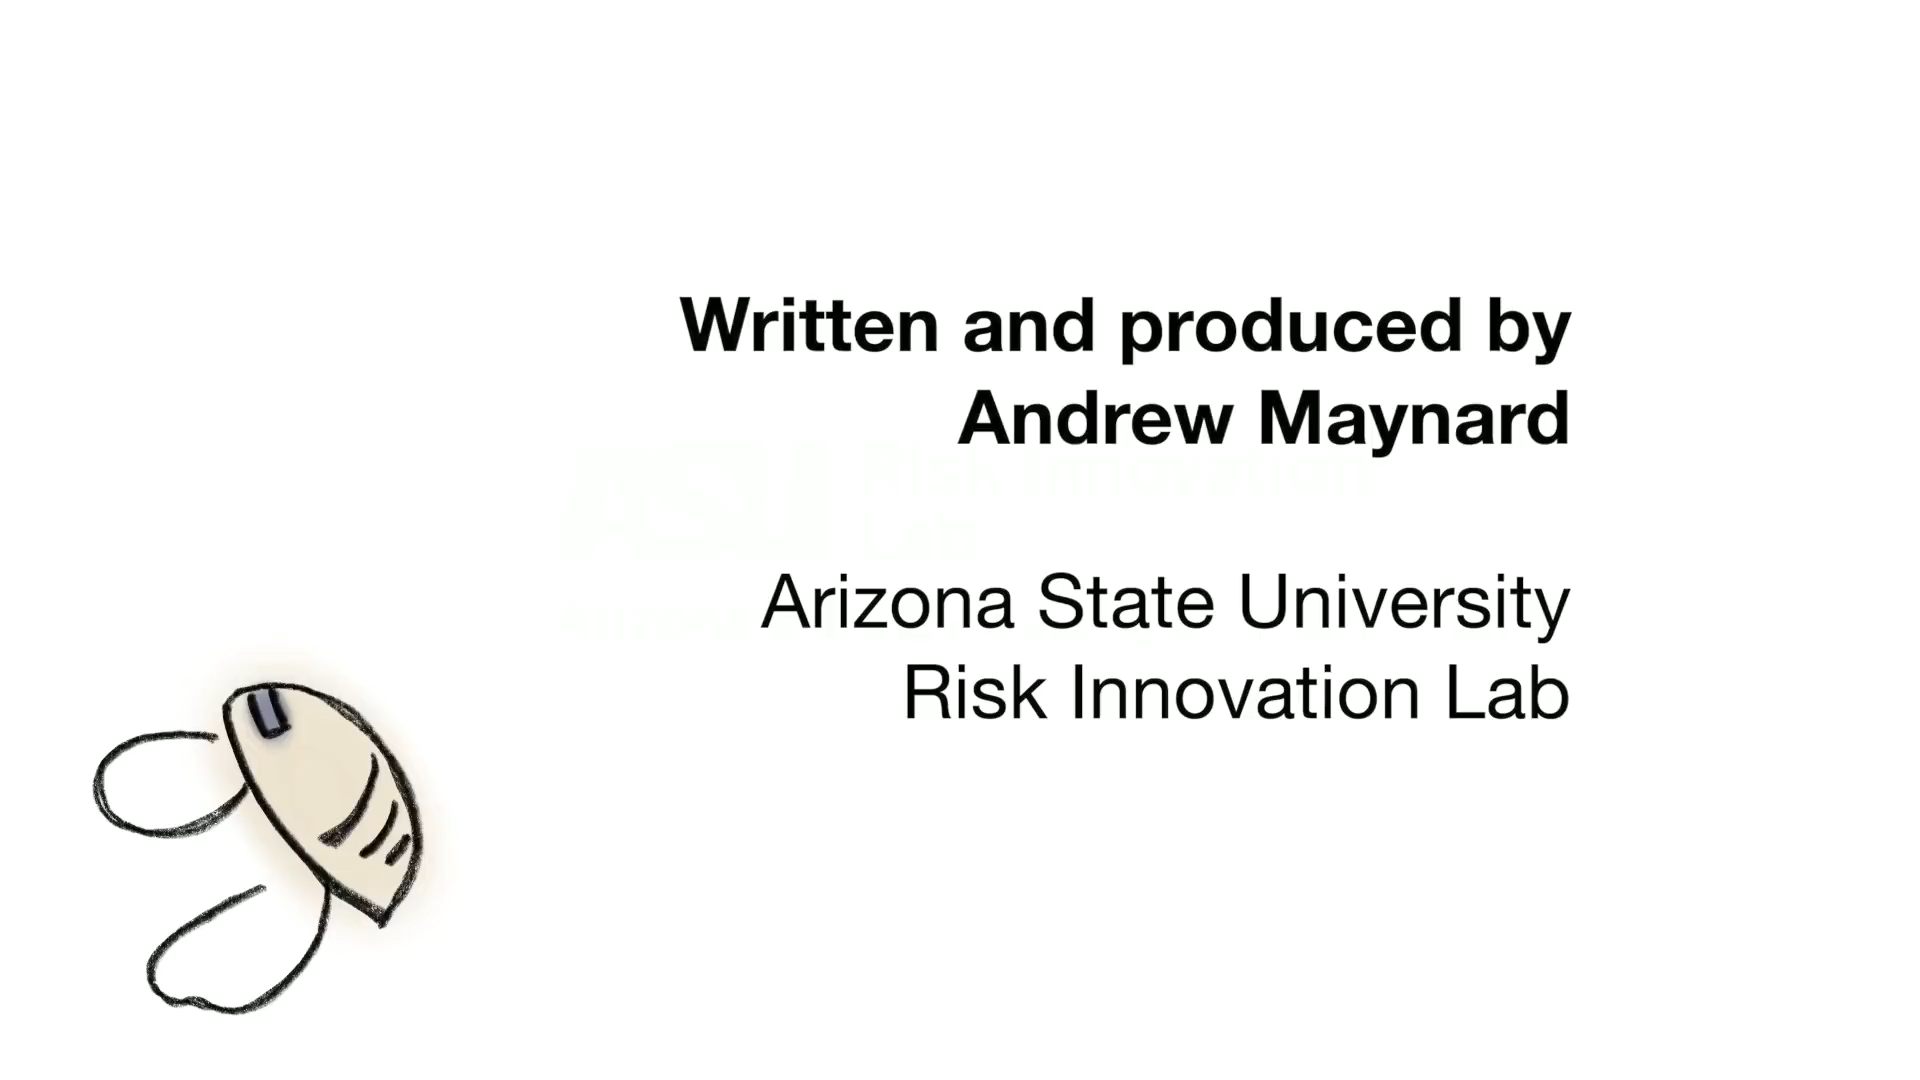 Written and produced by
Andrew Maynard
Arizona State University
Risk Innovation Lab